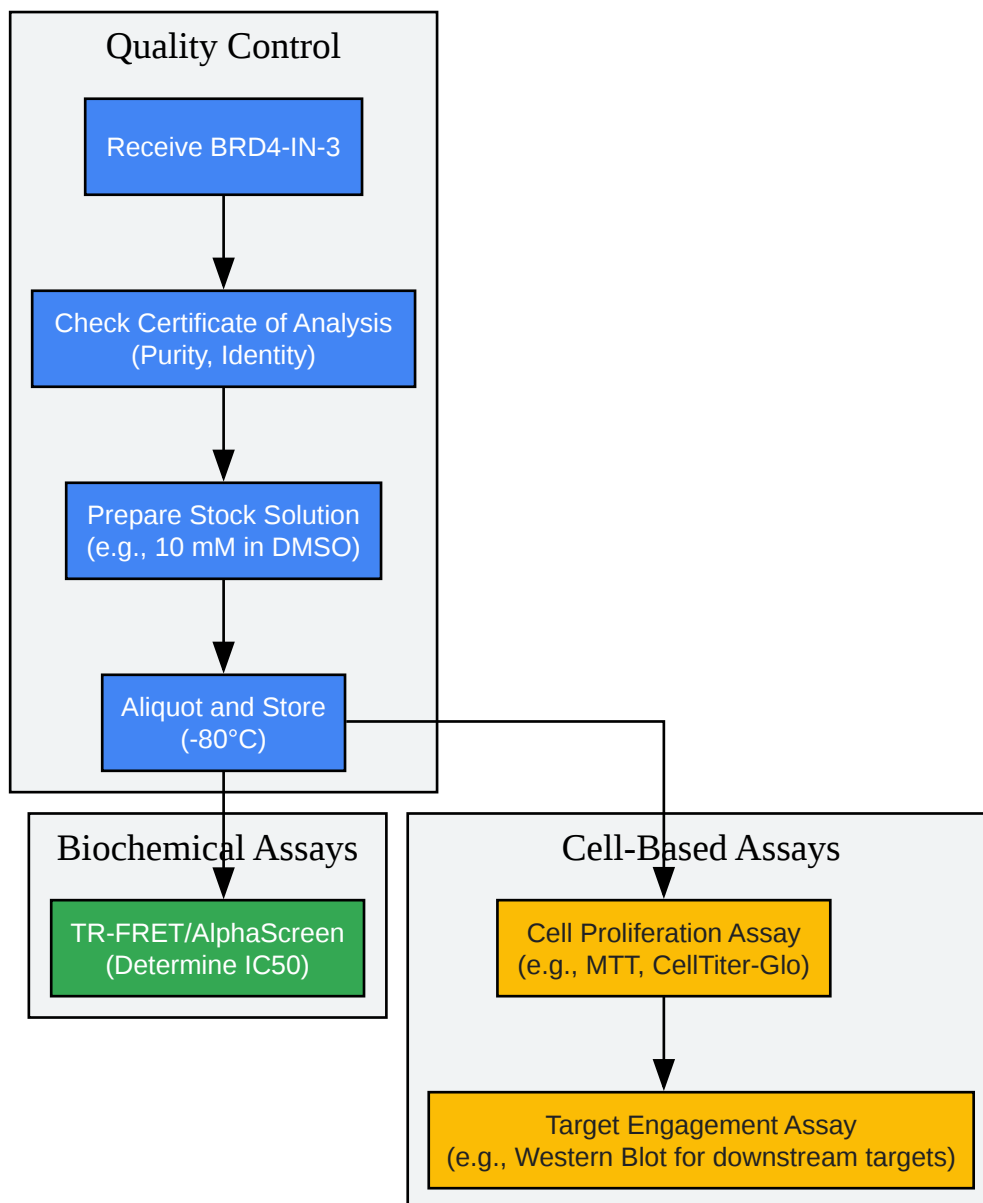 Quality Control
Receive BRD4-IN-3
Check Certificate of Analysis
(Purity, Identity)
Prepare Stock Solution
(e.g., 10 mM in DMSO)
Aliquot and Store
(-80°C)
Biochemical Assays
TR-FRET/AlphaScreen
(Determine IC50)
Cell-Based Assays
Cell Proliferation Assay
(e.g., MTT, CellTiter-Glo)
Target Engagement Assay
(e.g., Western Blot for downstream targets)